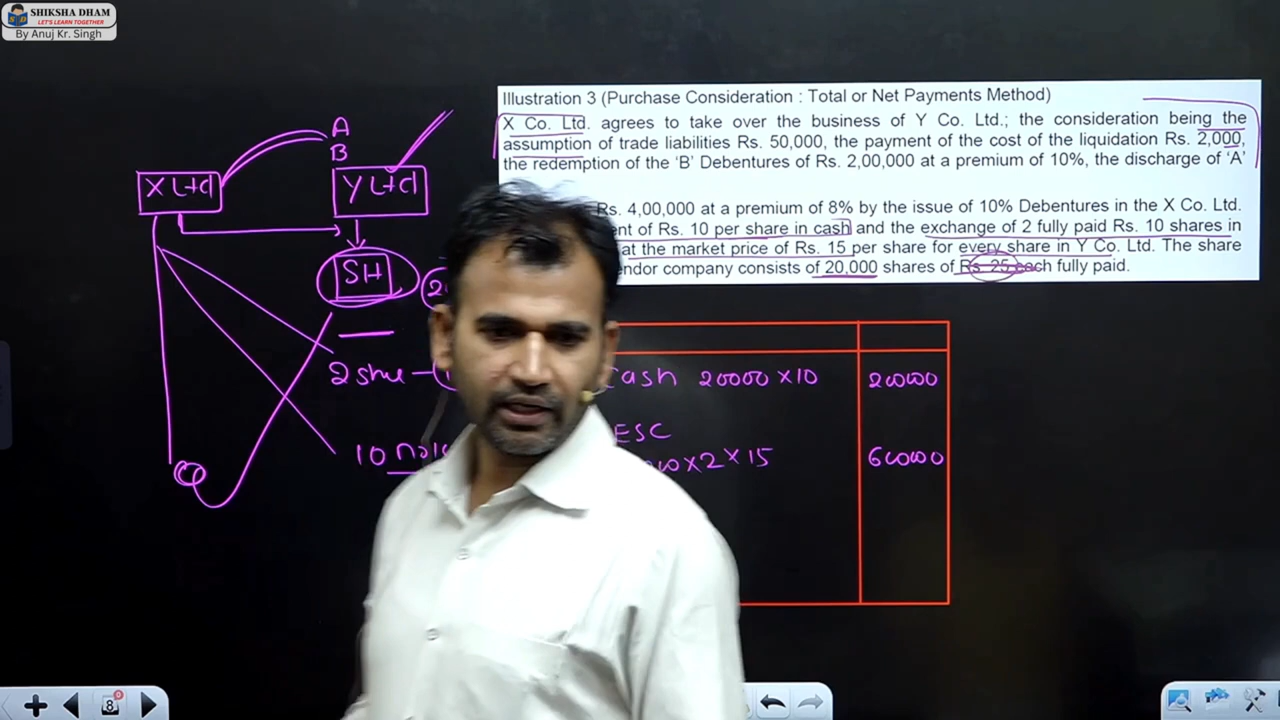 SHIKSHA DHAM
LET'S LEARN TOGETHER
By Anuj Kr. Singh
Illustration 3 (Purchase Consideration : Total or Net Payments Method)
X Co. Ltd. agrees to take over the business of Y Co. Ltd.; the consideration being the
assumption of trade liabilities Rs. 50,000, the payment of the cost of the liquidation Rs. 2,000,
the redemption of the 'B' Debentures of Rs. 2,00,000 at a premium of 10%, the discharge of 'A'
Rs. 4,00,000 at a premium of 8% by the issue of 10% Debentures in the X Co. Ltd.
of Rs. 10 per share in cash and the exchange of 2 fully paid Rs. 10 shares in
at the market price of Rs. 15 per share for every share in Y Co. Ltd. The share
company consists of 20,000 shares of Rs. 25 each fully paid.
A
B
X Ltd
Y Ltd
SH
2 Share
Cash 20000 × 10
200000
ESC
× 2 × 15
600000
10
8